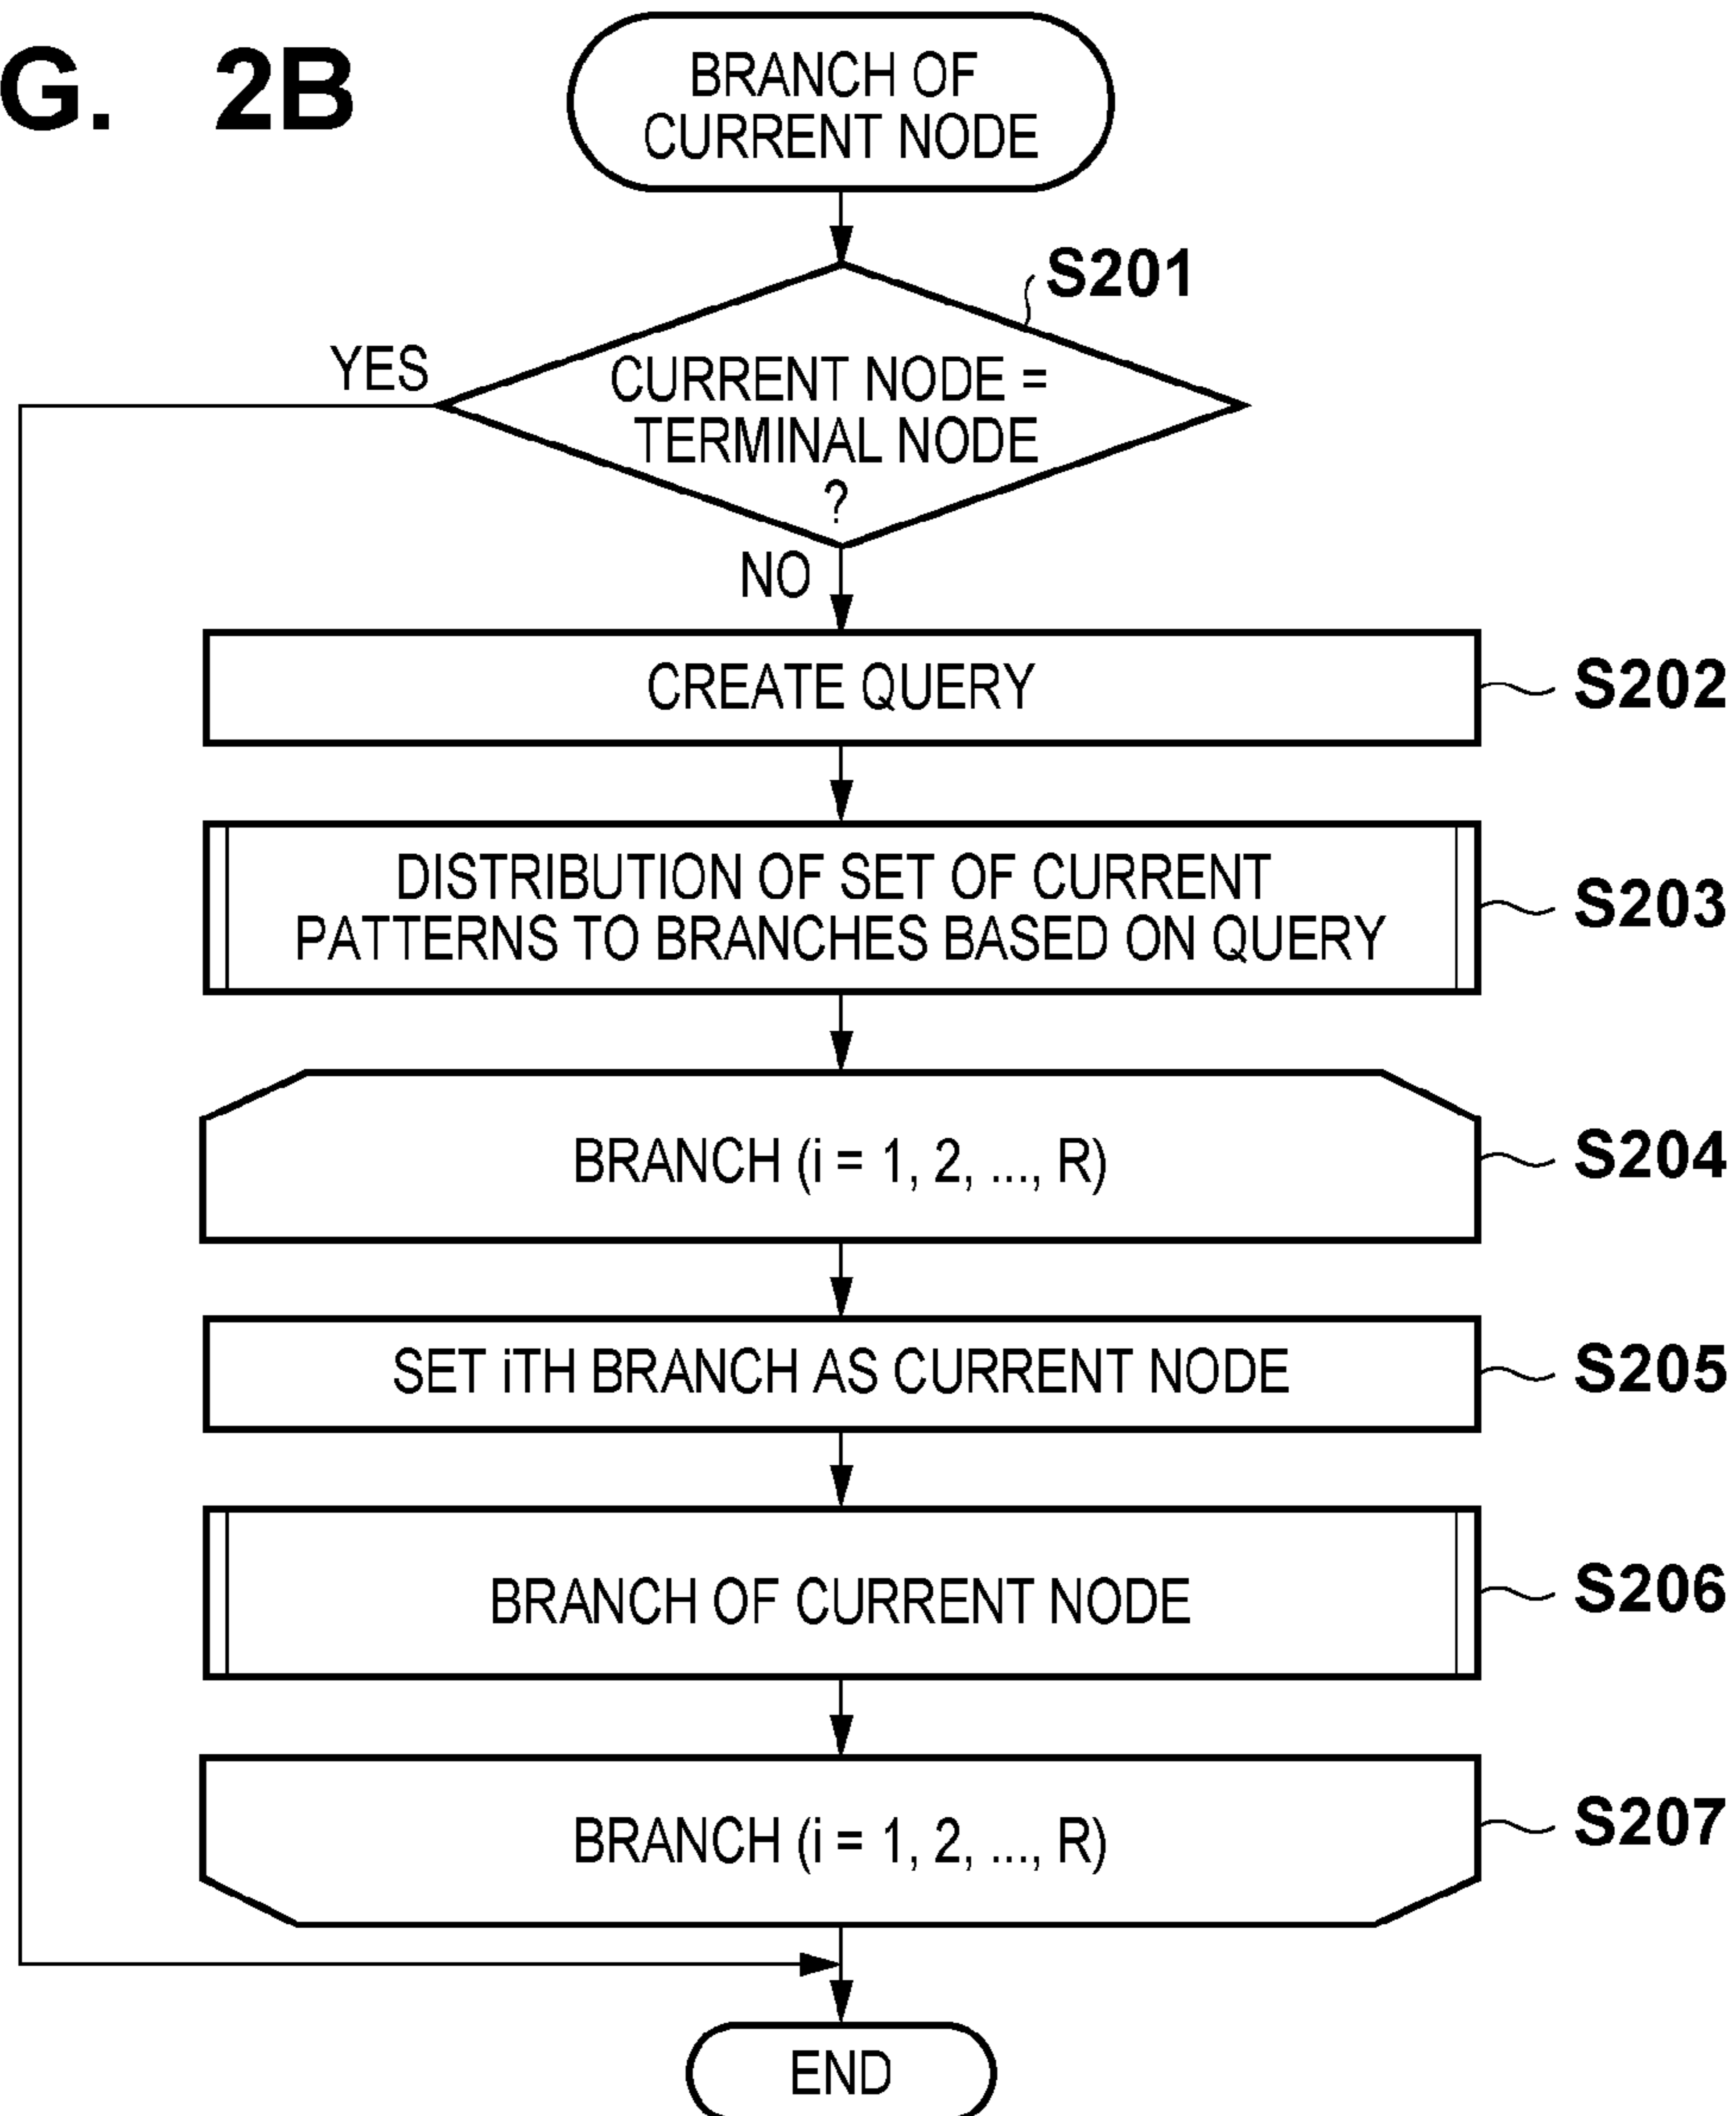 G. 2B
BRANCH OF
CURRENT NODE
S201
YES
CURRENT NODE =
TERMINAL NODE
?
NO
CREATE QUERY
S202
DISTRIBUTION OF SET OF CURRENT
PATTERNS TO BRANCHES BASED ON QUERY
S203
BRANCH (i = 1, 2, ..., R)
S204
SET iTH BRANCH AS CURRENT NODE
S205
BRANCH OF CURRENT NODE
S206
BRANCH (i = 1, 2, ..., R)
S207
END